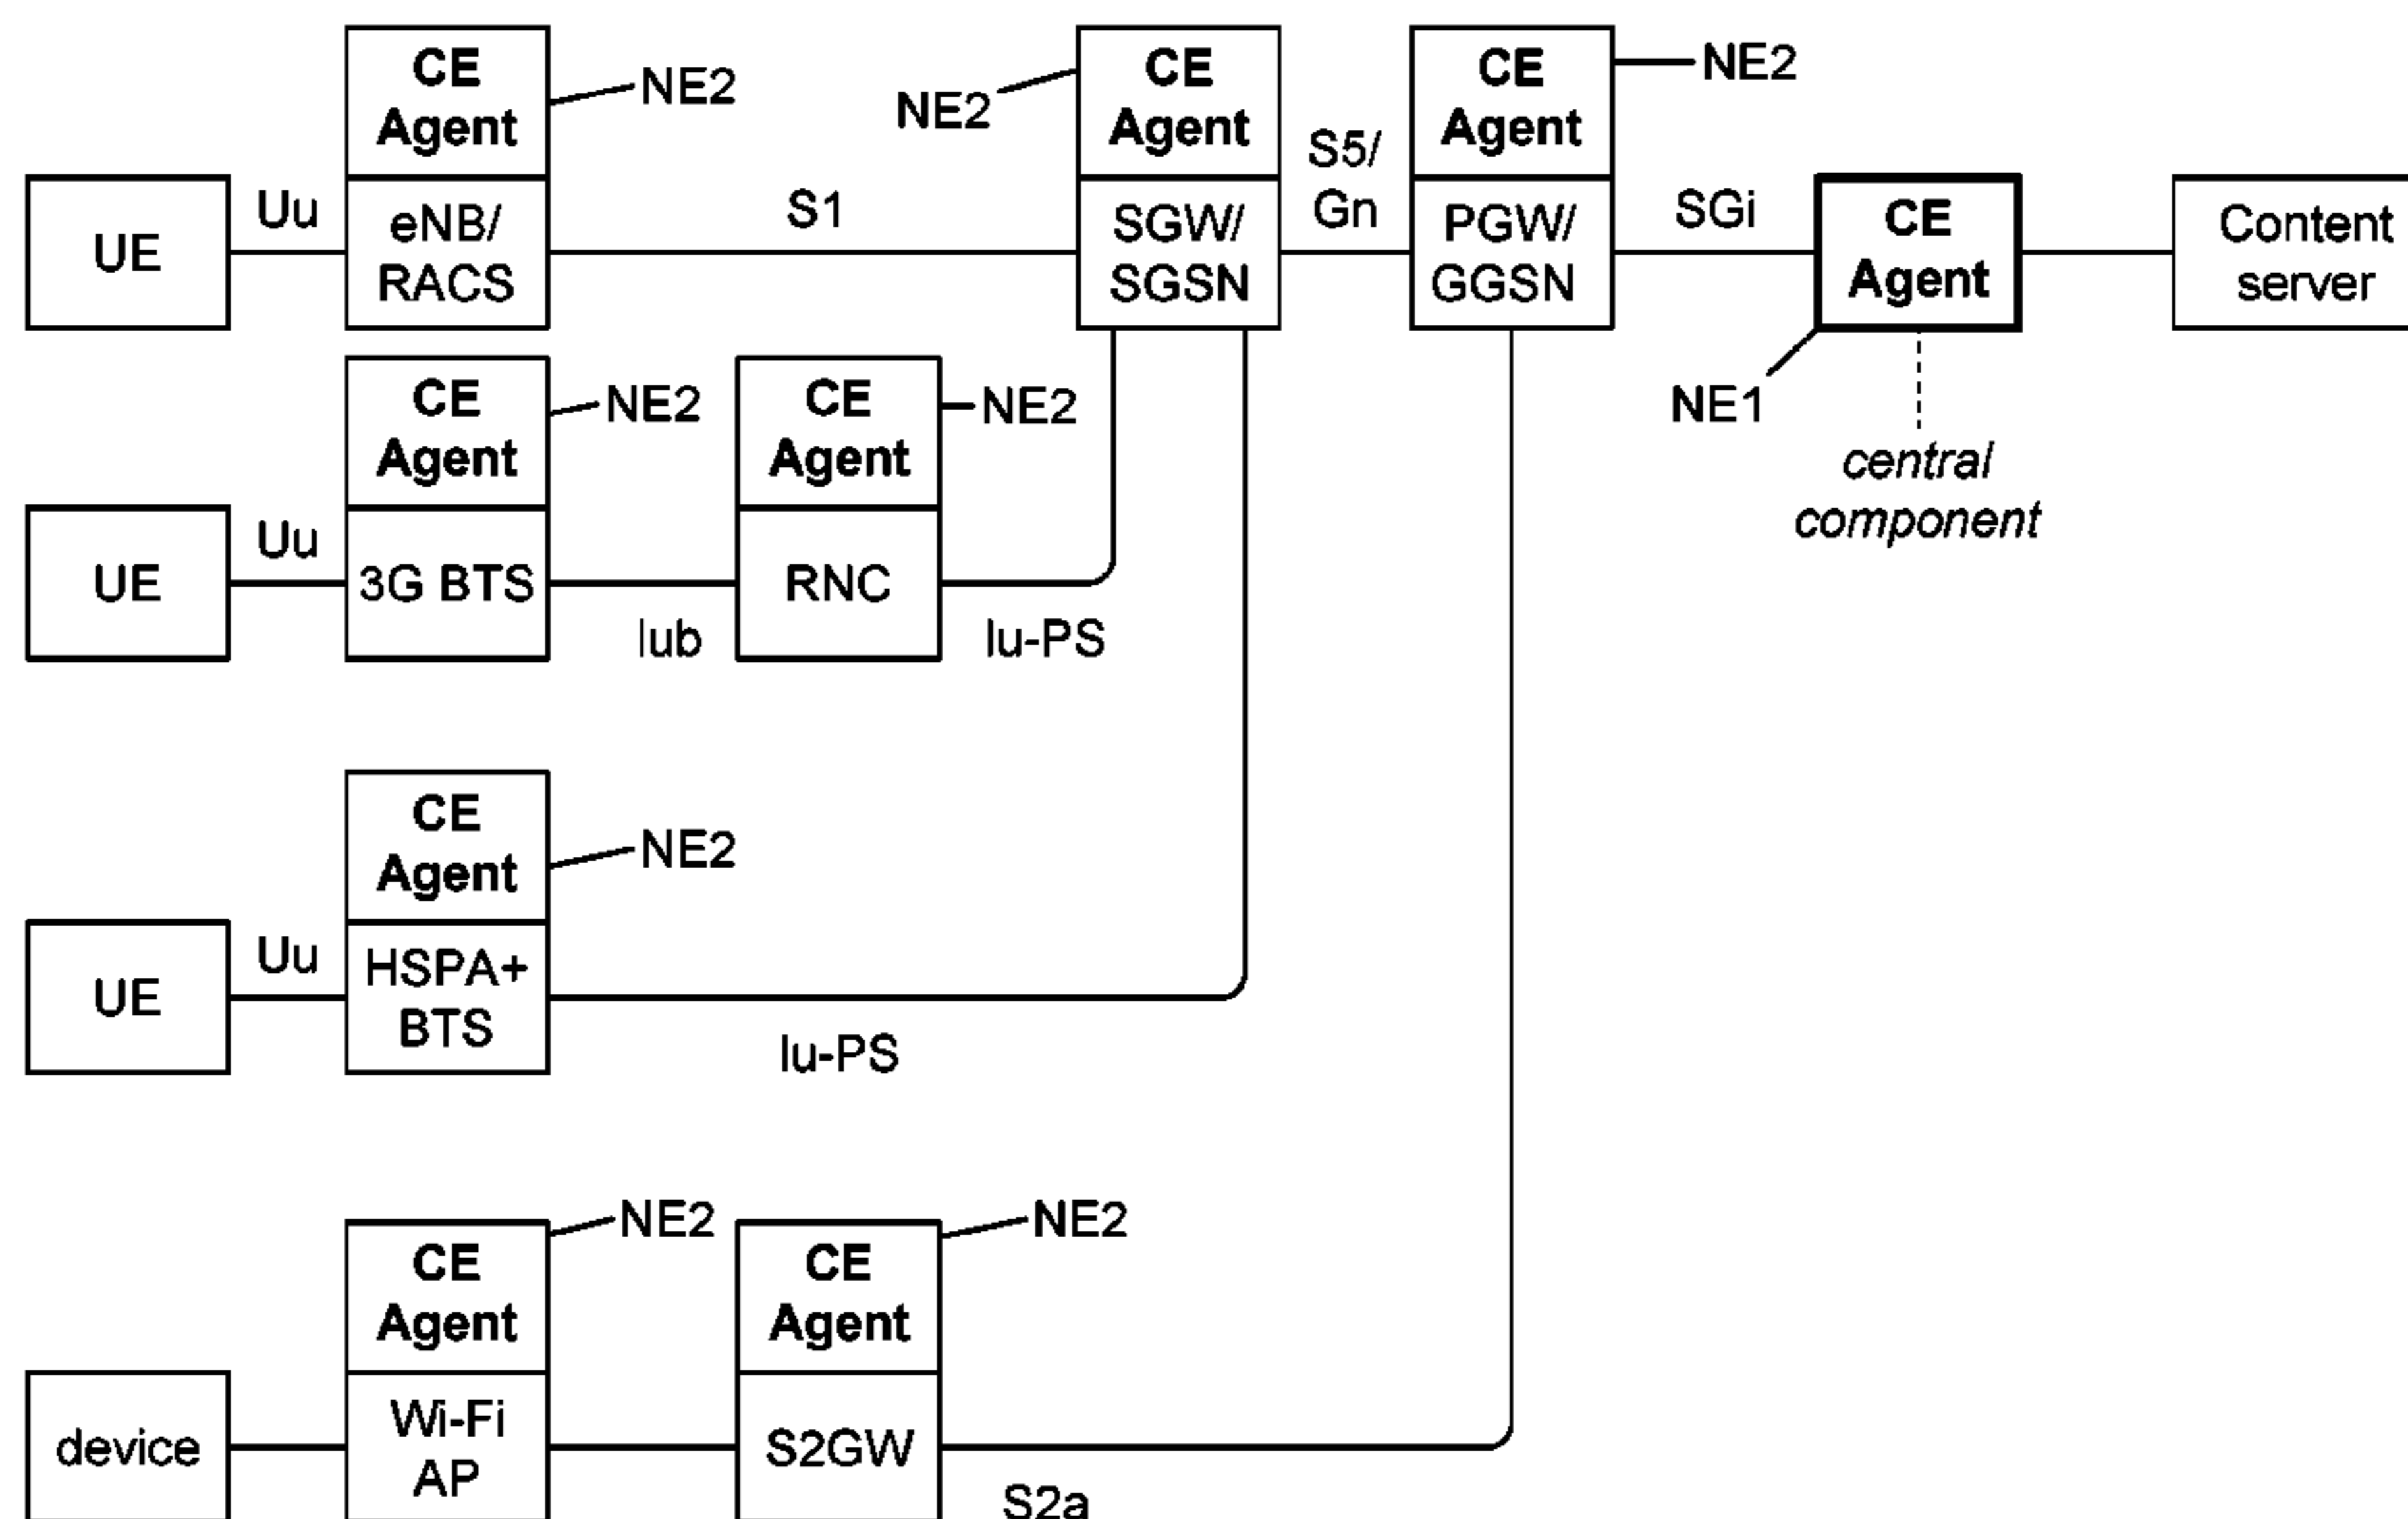 CE
Agent
NE2
UE
Uu
eNB/
RACS
S1
NE2
CE
Agent
SGW/
SGSN
S5/
Gn
CE
Agent
NE2
PGW/
GGSN
SGi
CE
Agent
NE1
central
component
Content
server
CE
Agent
NE2
UE
Uu
3G BTS
Iub
CE
Agent
NE2
RNC
Iu-PS
CE
Agent
NE2
UE
Uu
HSPA+
BTS
Iu-PS
CE
Agent
NE2
device
Wi-Fi
AP
CE
Agent
NE2
S2GW
S2a